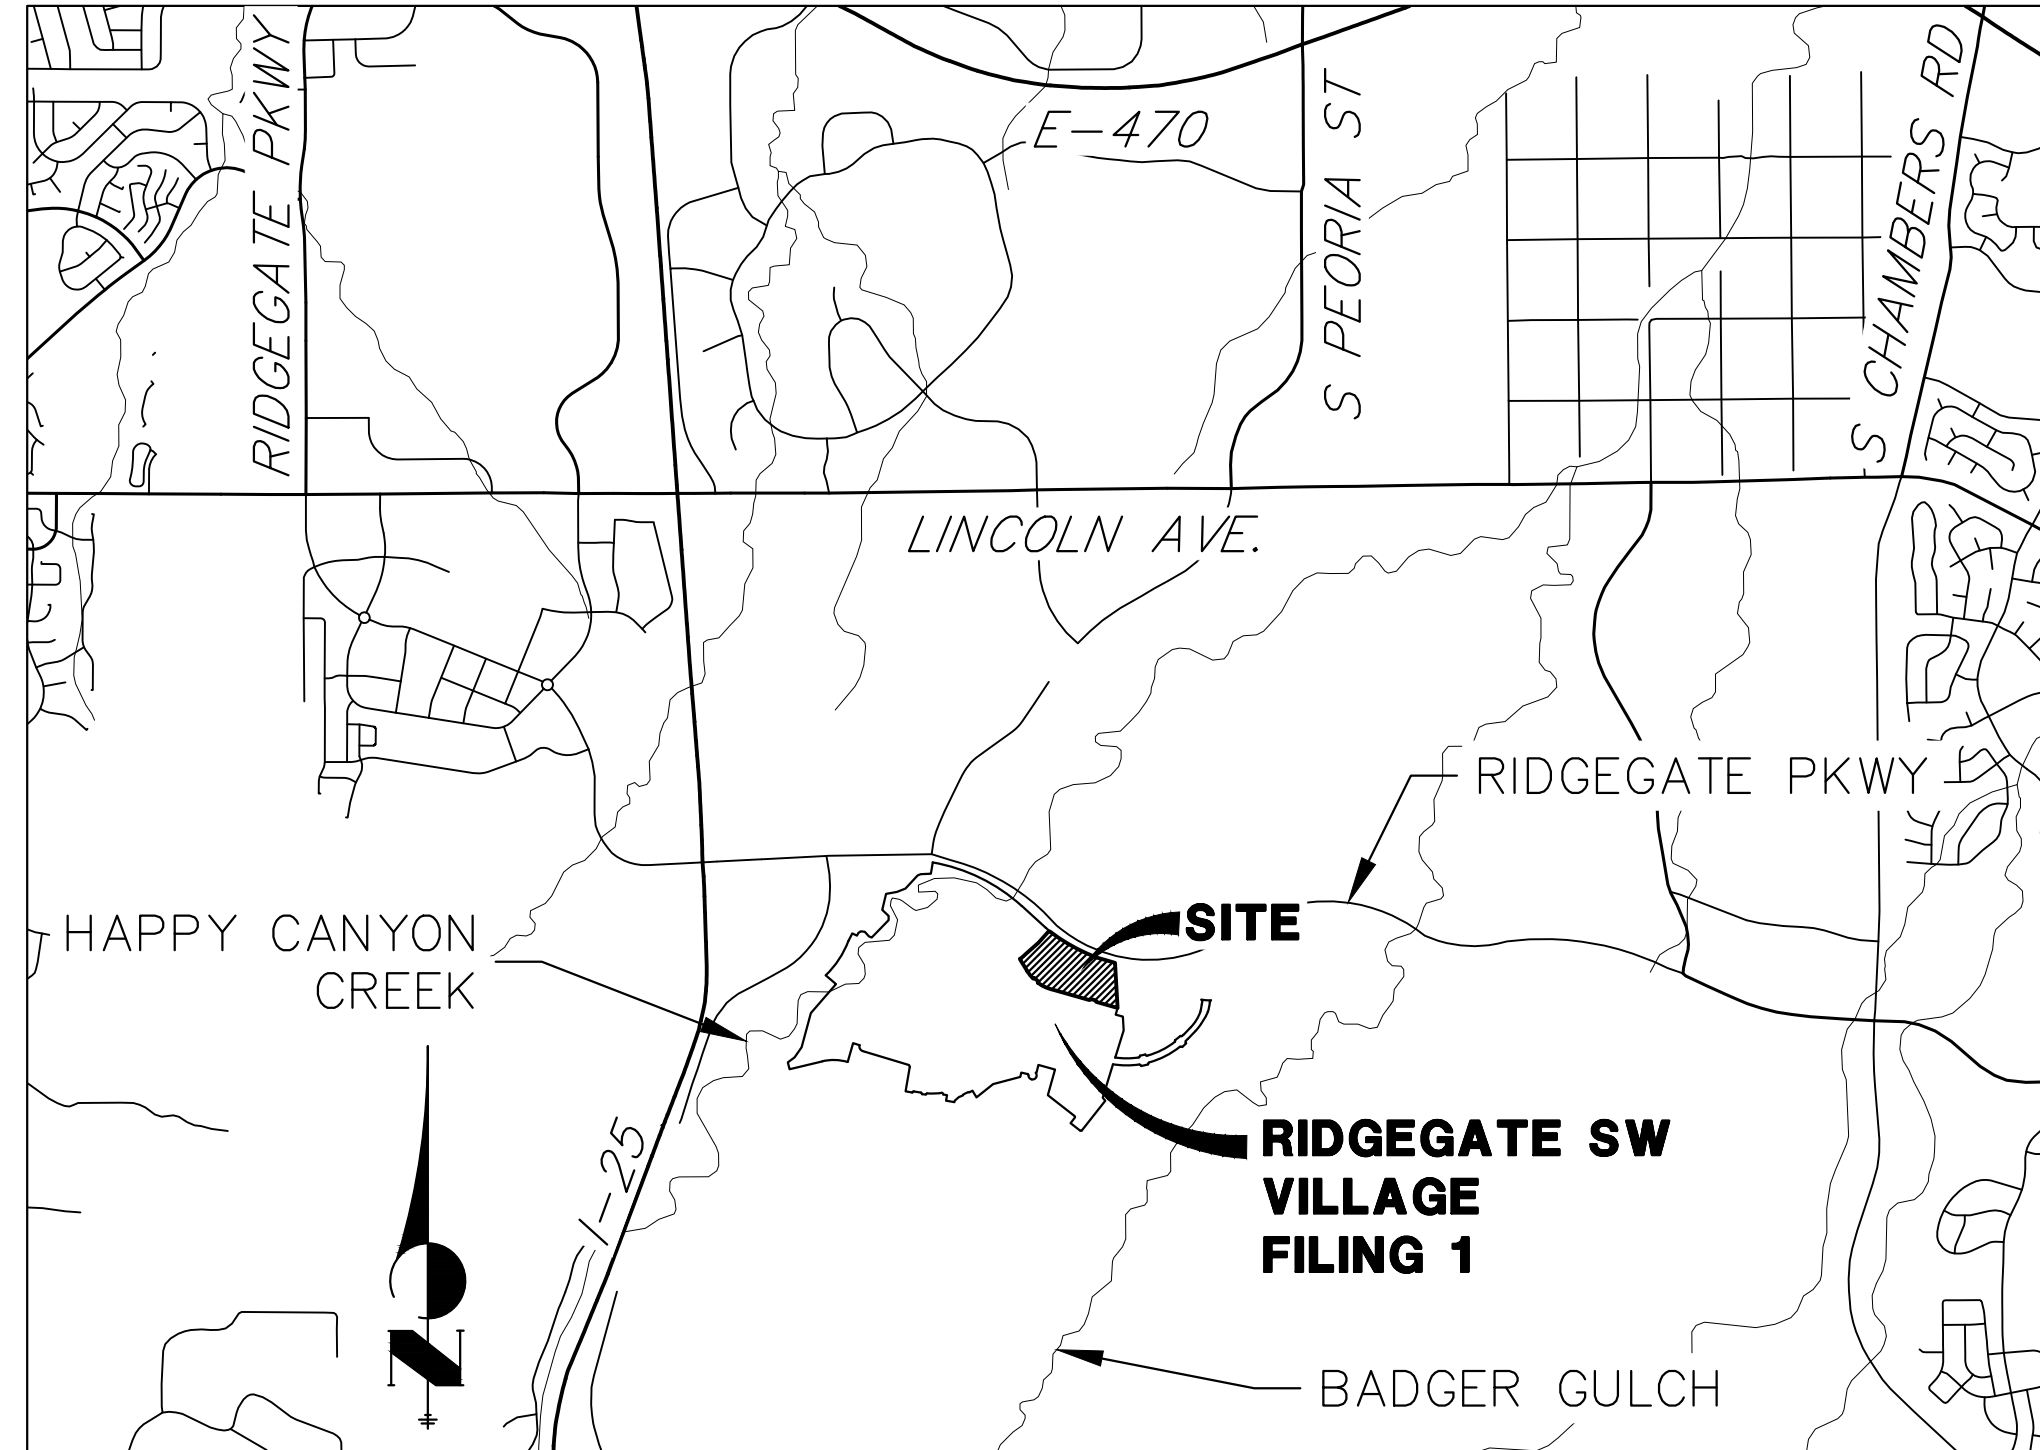 RIDGEGATE PKWY
E-470
S PEORIA ST
S CHAMBERS RD
LINCOLN AVE.
RIDGEGATE PKWY
HAPPY CANYON
CREEK
SITE
I-25
RIDGEGATE SW
VILLAGE
FILING 1
N
BADGER GULCH